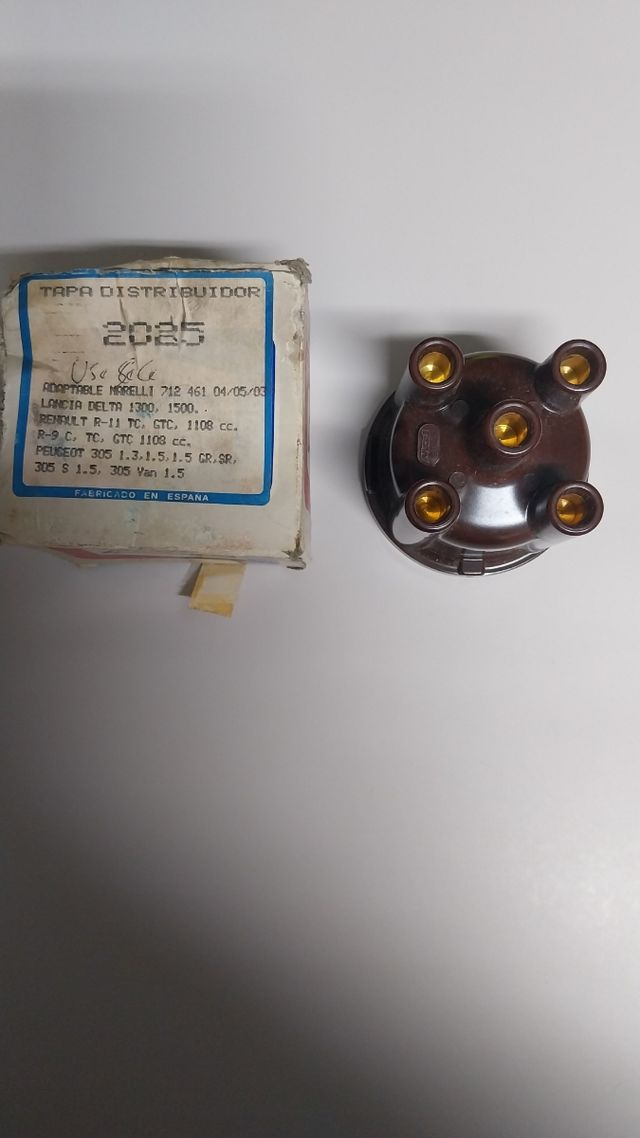 TAPA DISTRIBUIDOR
2025
ADAPTABLE MARELLI 712 461 04/05/03
LANCIA DELTA 1300, 1500..
RENAULT R-11 TC, GTC, 1108 cc.
R-9 C, TC, GTC 1108 cc.
PEUGEOT 305 1.3,1.5,1.5 GR,SR,
305 S 1.5, 305 Van 1.5
FABRICADO EN ESPAÑA